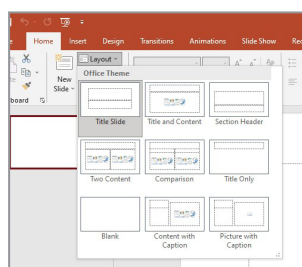 Home Insert Design Transitions Animations Slide Show
Layout
New
Slide
Office Theme
Title Slide Title and Content Section Header
Two Content Comparison Title Only
Blank Content with Caption Picture with Caption